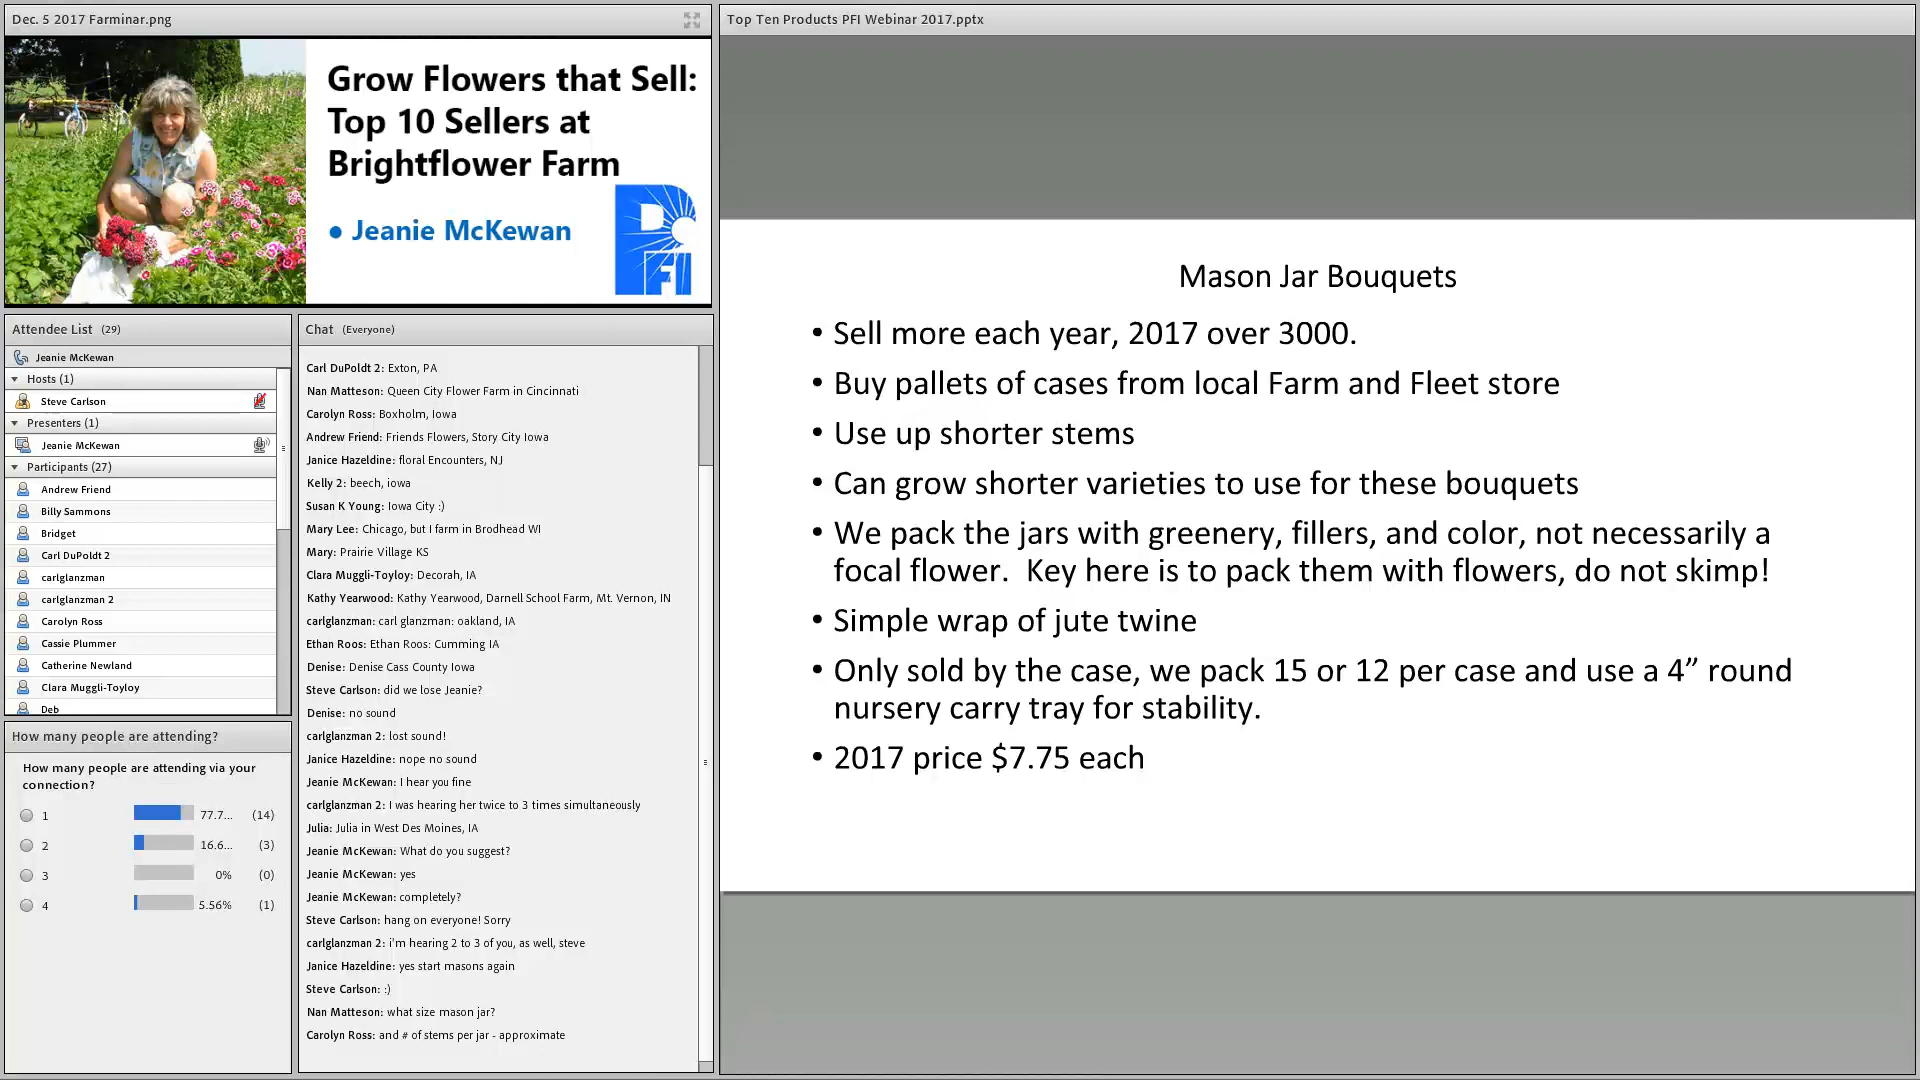 Dec. 5 2017 Farminar.png
Grow Flowers that Sell:
Top 10 Sellers at
Brightflower Farm
● Jeanie McKewan
P
FI
Attendee List (29)
Jeanie McKewan
Hosts (1)
Steve Carlson
Presenters (1)
Jeanie McKewan
Participants (27)
Andrew Friend
Billy Sammons
Bridget
Carl DuPoldt 2
carlglanzman
carlglanzman 2
Carolyn Ross
Cassie Plummer
Catherine Newland
Clara Muggli-Toyloy
Deb
How many people are attending?
How many people are attending via your
connection?
1 77.7... (14)
2 16.6... (3)
3 0% (0)
4 5.56% (1)
Chat (Everyone)
Carl DuPoldt 2: Exton, PA
Nan Matteson: Queen City Flower Farm in Cincinnati
Carolyn Ross: Boxholm, Iowa
Andrew Friend: Friends Flowers, Story City Iowa
Janice Hazeldine: floral Encounters, NJ
Kelly 2: beech, iowa
Susan K Young: Iowa City :)
Mary Lee: Chicago, but I farm in Brodhead WI
Mary: Prairie Village KS
Clara Muggli-Toyloy: Decorah, IA
Kathy Yearwood: Kathy Yearwood, Darnell School Farm, Mt. Vernon, IN
carlglanzman: carl glanzman: oakland, IA
Ethan Roos: Ethan Roos: Cumming IA
Denise: Denise Cass County Iowa
Steve Carlson: did we lose Jeanie?
Denise: no sound
carlglanzman 2: lost sound!
Janice Hazeldine: nope no sound
Jeanie McKewan: I hear you fine
carlglanzman 2: I was hearing her twice to 3 times simultaneously
Julia: Julia in West Des Moines, IA
Jeanie McKewan: What do you suggest?
Jeanie McKewan: yes
Jeanie McKewan: completely?
Steve Carlson: hang on everyone! Sorry
carlglanzman 2: i'm hearing 2 to 3 of you, as well, steve
Janice Hazeldine: yes start masons again
Steve Carlson: :)
Nan Matteson: what size mason jar?
Carolyn Ross: and # of stems per jar - approximate
Top Ten Products PFI Webinar 2017.pptx
Mason Jar Bouquets
• Sell more each year, 2017 over 3000.
• Buy pallets of cases from local Farm and Fleet store
• Use up shorter stems
• Can grow shorter varieties to use for these bouquets
• We pack the jars with greenery, fillers, and color, not necessarily a
focal flower.  Key here is to pack them with flowers, do not skimp!
• Simple wrap of jute twine
• Only sold by the case, we pack 15 or 12 per case and use a 4” round
nursery carry tray for stability.
• 2017 price $7.75 each